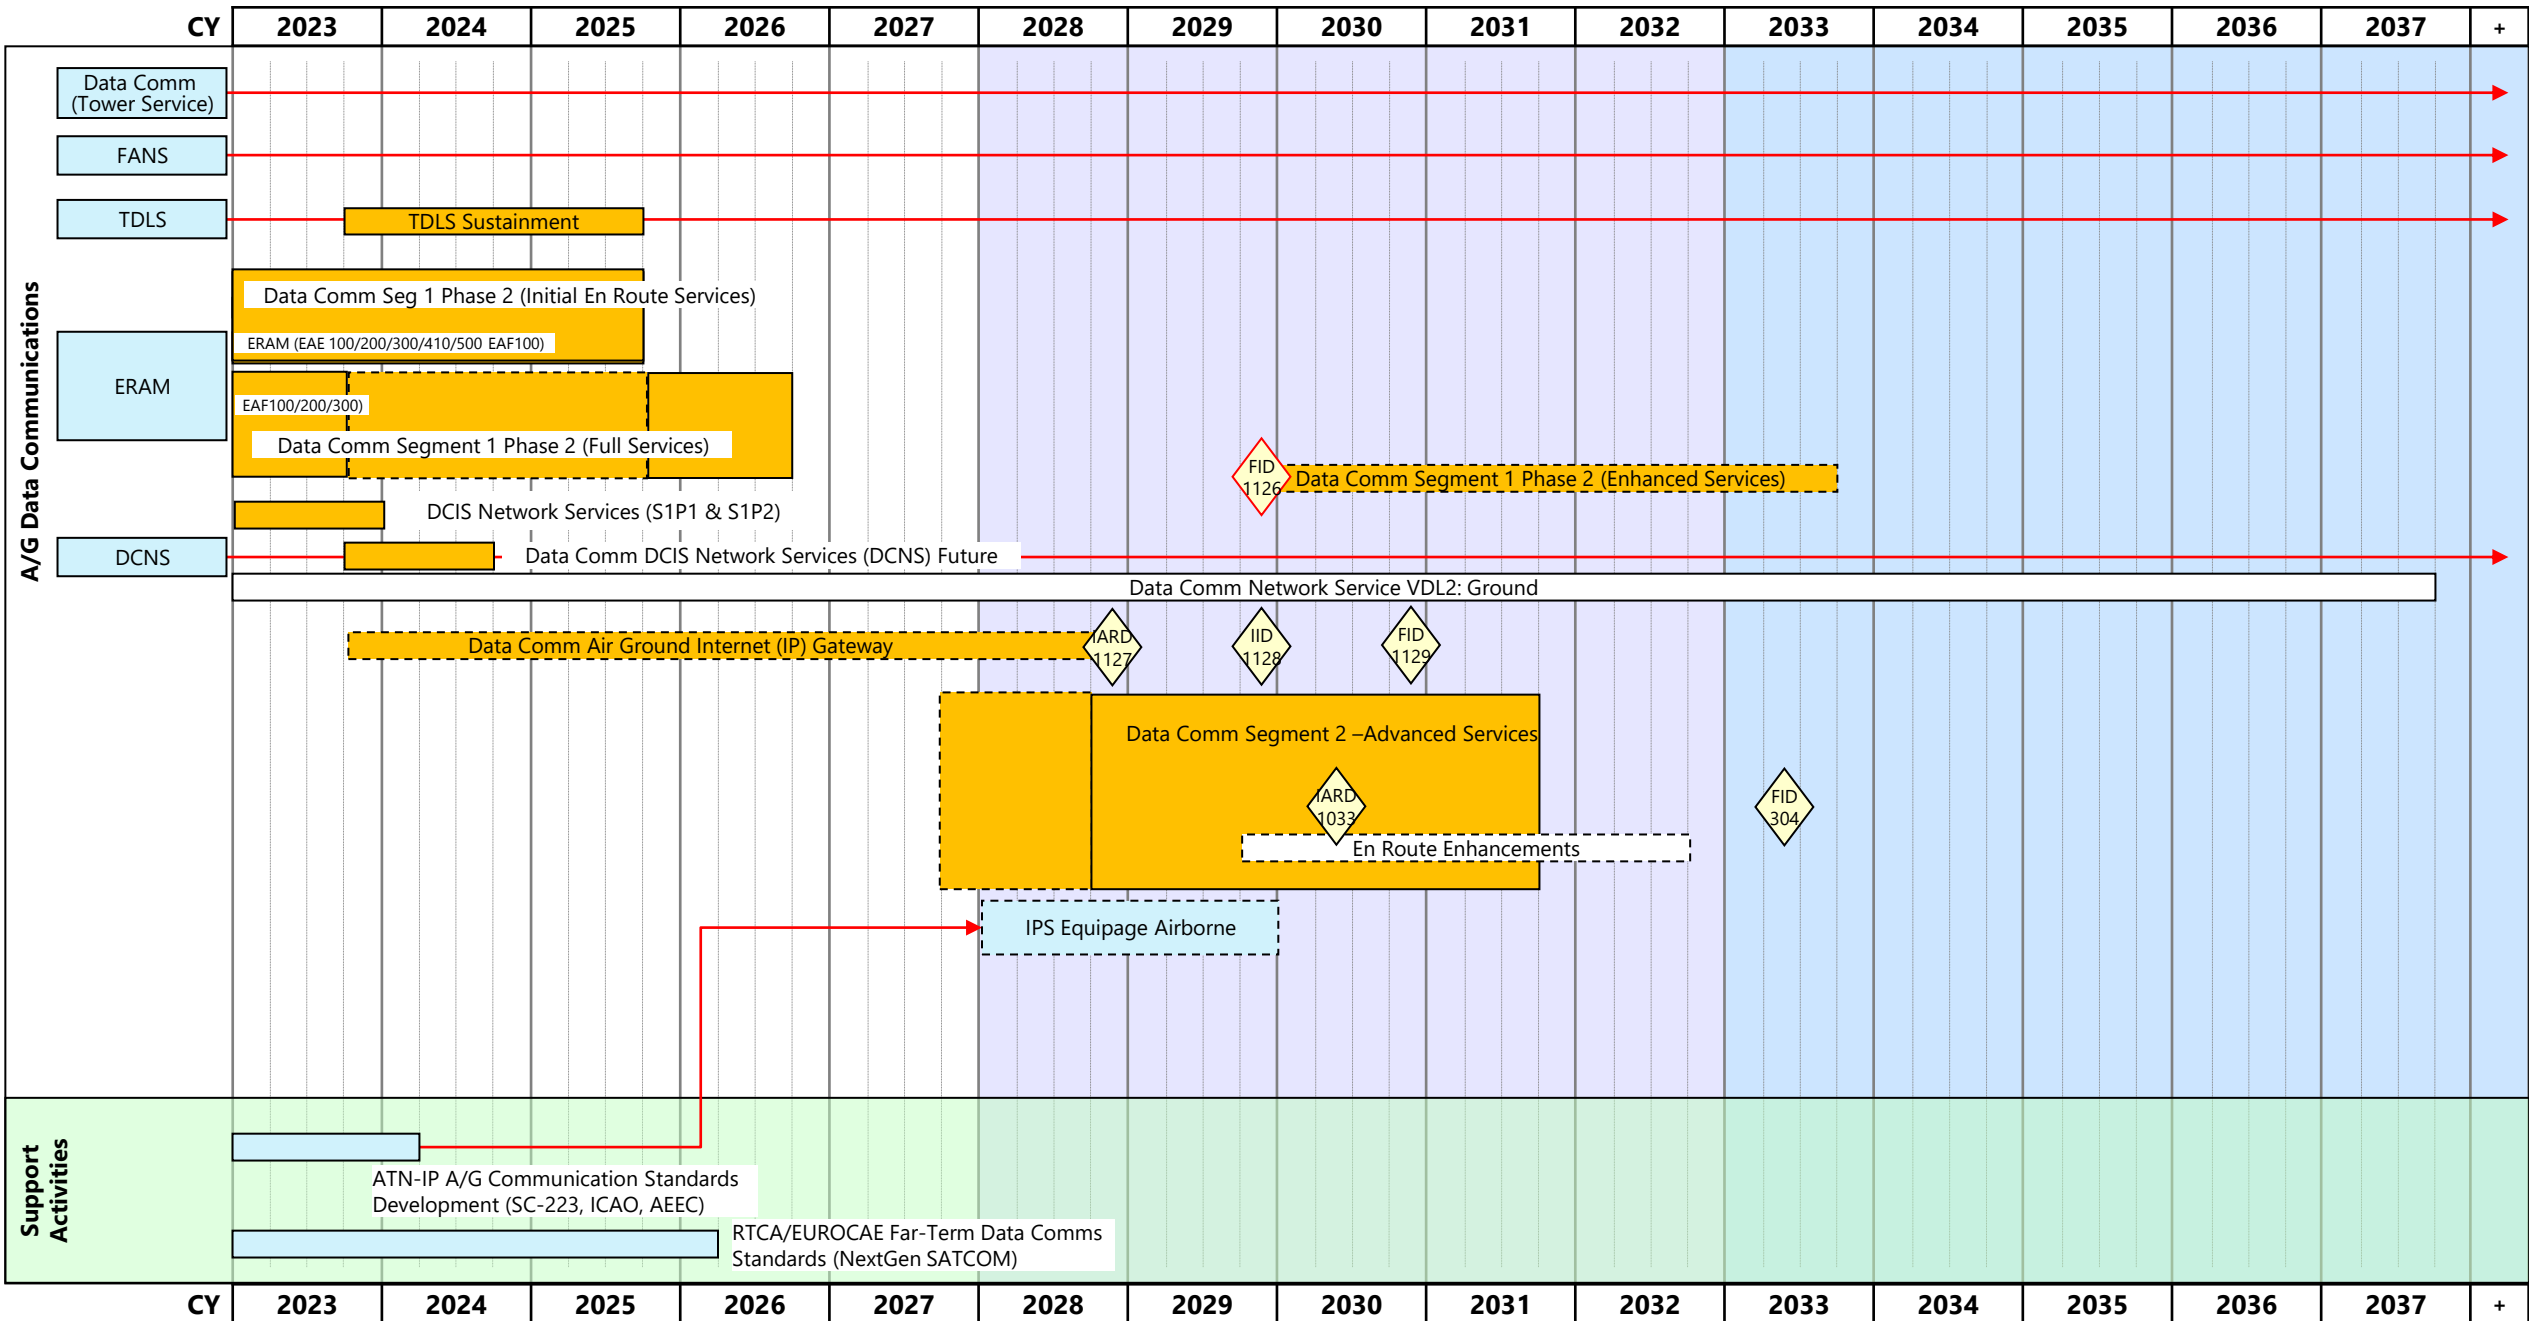 CY 2023 2024 2025 2026 2027 2028 2029 2030 2031 2032 2033 2034 2035 2036 2037 +
A/G Data Communications
Data Comm
(Tower Service)
FANS
TDLS
TDLS Sustainment
Data Comm Seg 1 Phase 2 (Initial En Route Services)
ERAM (EAE 100/200/300/410/500 EAF100)
ERAM
EAF100/200/300)
Data Comm Segment 1 Phase 2 (Full Services)
FID
1126
Data Comm Segment 1 Phase 2 (Enhanced Services)
DCIS Network Services (S1P1 & S1P2)
DCNS
Data Comm DCIS Network Services (DCNS) Future
Data Comm Network Service VDL2: Ground
Data Comm Air Ground Internet (IP) Gateway
IARD
1127
IID
1128
FID
1129
Data Comm Segment 2 –Advanced Services
IARD
1033
FID
304
En Route Enhancements
IPS Equipage Airborne
Support
Activities
ATN-IP A/G Communication Standards
Development (SC-223, ICAO, AEEC)
RTCA/EUROCAE Far-Term Data Comms
Standards (NextGen SATCOM)
CY 2023 2024 2025 2026 2027 2028 2029 2030 2031 2032 2033 2034 2035 2036 2037 +